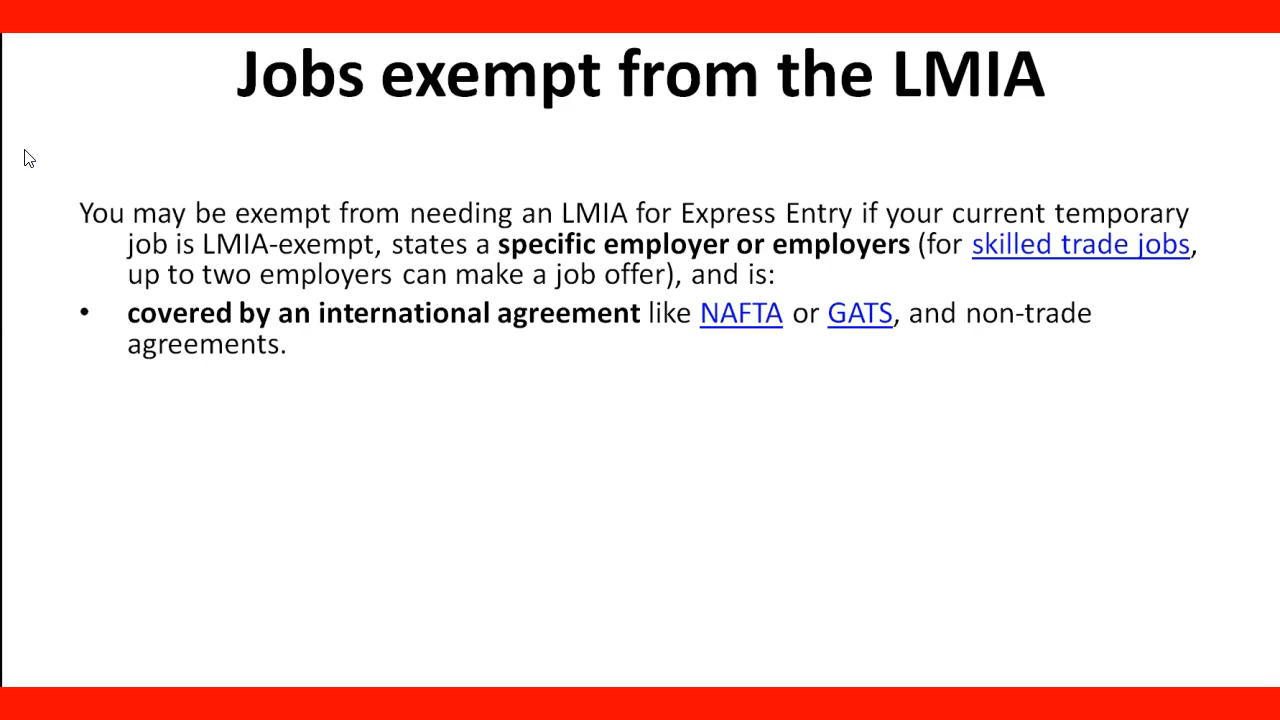 Jobs exempt from the LMIA
You may be exempt from needing an LMIA for Express Entry if your current temporary
job is LMIA-exempt, states a specific employer or employers (for skilled trade jobs,
up to two employers can make a job offer), and is:
• covered by an international agreement like NAFTA or GATS, and non-trade
agreements.